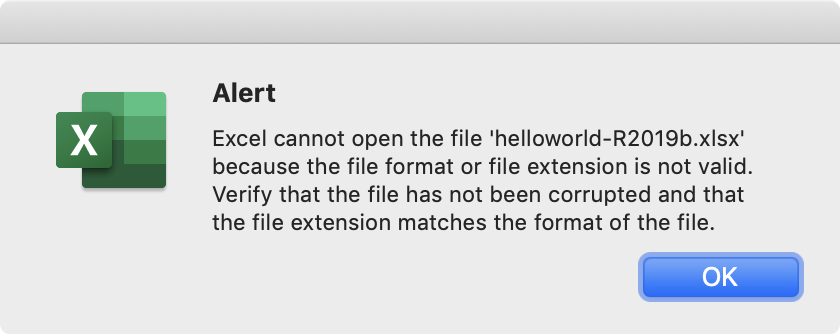 Alert
Excel cannot open the file 'helloworld-R2019b.xlsx'
because the file format or file extension is not valid.
Verify that the file has not been corrupted and that
the file extension matches the format of the file.
X
OK